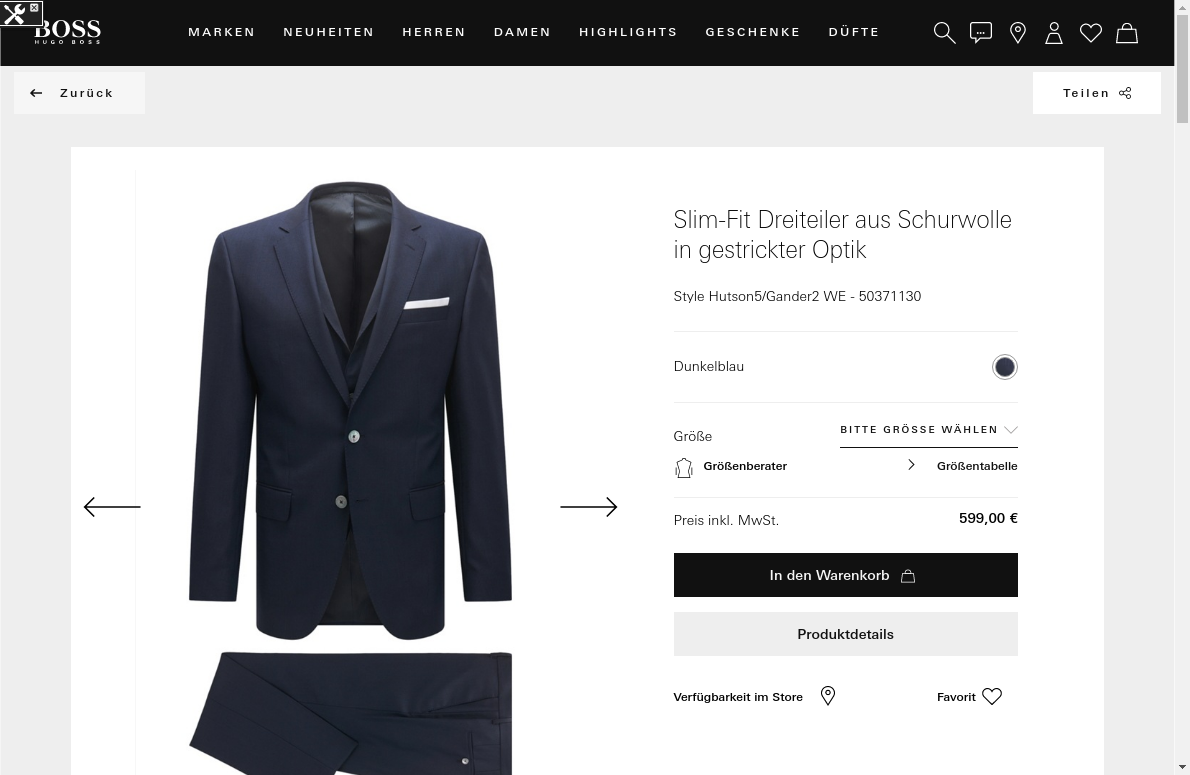 BOSS
HUGO BOSS
MARKEN NEUHEITEN HERREN DAMEN HIGHLIGHTS GESCHENKE DÜFTE
Zurück
Teilen
Slim-Fit Dreiteiler aus Schurwolle
in gestrickter Optik
Style Hutson5/Gander2 WE - 50371130
Dunkelblau
Größe BITTE GRÖSSE WÄHLEN
Größenberater Größentabelle
Preis inkl. MwSt. 599,00 €
In den Warenkorb
Produktdetails
Verfügbarkeit im Store Favorit